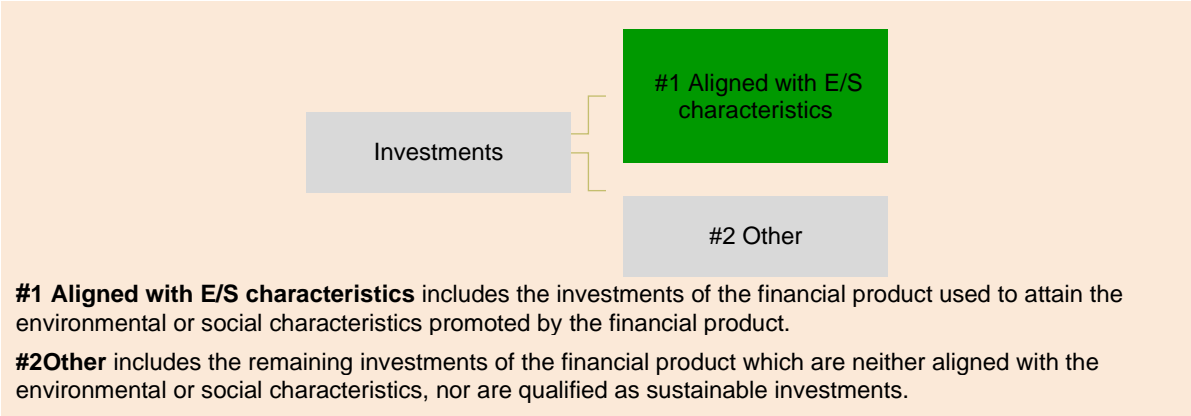 #1 Aligned with E/S
characteristics
Investments
#2 Other
#1 Aligned with E/S characteristics includes the investments of the financial product used to attain the
environmental or social characteristics promoted by the financial product.
#2Other includes the remaining investments of the financial product which are neither aligned with the
environmental or social characteristics, nor are qualified as sustainable investments.